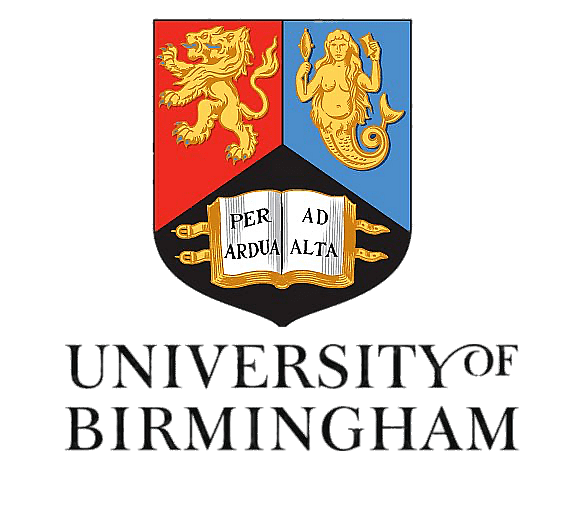 PER AD
ARDUA ALTA
UNIVERSITY OF
BIRMINGHAM